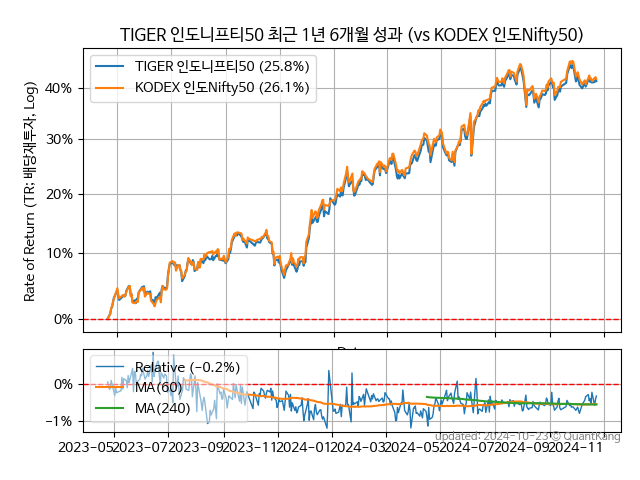 TIGER 인도니프티50 최근 1년 6개월 성과 (vs KODEX 인도Nifty50)
Rate of Return (TR: 배당재투자, Log)
TIGER 인도니프티50 (25.8%)
KODEX 인도Nifty50 (26.1%)
40%
30%
20%
10%
0%
Relative (-0.2%)
MA(60)
MA(240)
0%
-1%
updated: 2024-10-23 © QuantKang
2023-05
2023-07
2023-09
2023-11
2024-01
2024-03
2024-05
2024-07
2024-09
2024-11